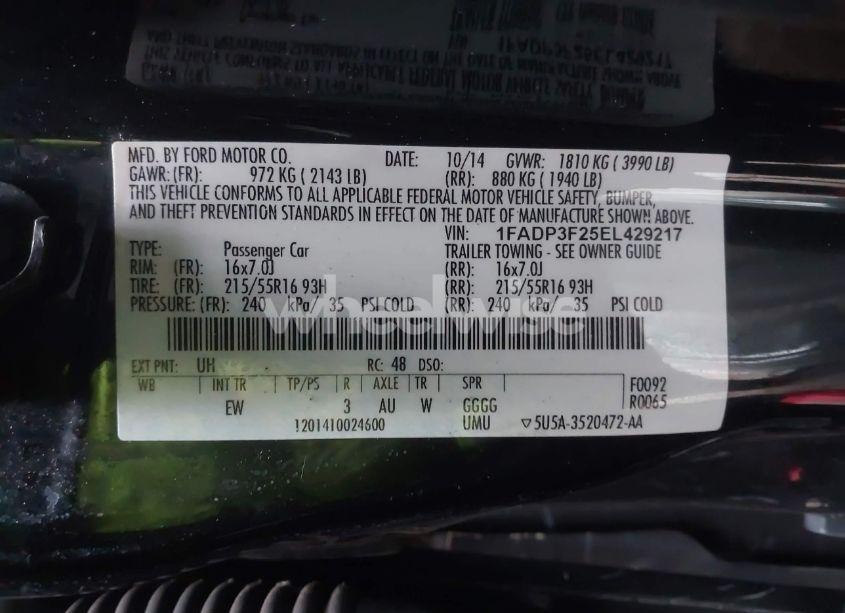 MFD. BY FORD MOTOR CO. DATE: 10/14 GVWR: 1810 KG ( 3990 LB)
GAWR:(FR): 972 KG ( 2143 LB) (RR): 880 KG ( 1940 LB)
THIS VEHICLE CONFORMS TO ALL APPLICABLE FEDERAL MOTOR VEHICLE SAFETY, BUMPER,
AND THEFT PREVENTION STANDARDS IN EFFECT ON THE DATE OF MANUFACTURE SHOWN ABOVE.
VIN: 1FADP3F25EL429217
TYPE: Passenger Car TRAILER TOWING - SEE OWNER GUIDE
RIM: (FR): 16x7.0J (RR): 16x7.0J
TIRE: (FR): 215/55R16 93H (RR): 215/55R16 93H
PRESSURE: (FR): 240 kPa/ 35 PSI COLD (RR): 240 kPa/ 35 PSI COLD
wheelwise
EXT PNT: UH RC: 48 DSO:
WB INT TR TP/PS R AXLE TR SPR F0092
EW 3 AU W GGGG R0065
1201410024600 UMU ▽5U5A-3520472-AA